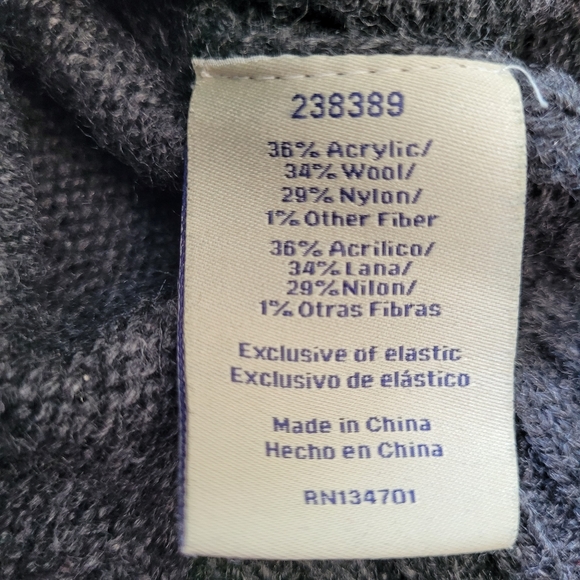 238389
36% Acrylic/
34% Wool/
29% Nylon/
1% Other Fiber
36% Acrilico/
34% Lana/
29% Nilon/
1% Otras Fibras
Exclusive of elastic
Exclusivo de elástico
Made in China
Hecho en China
RN134701